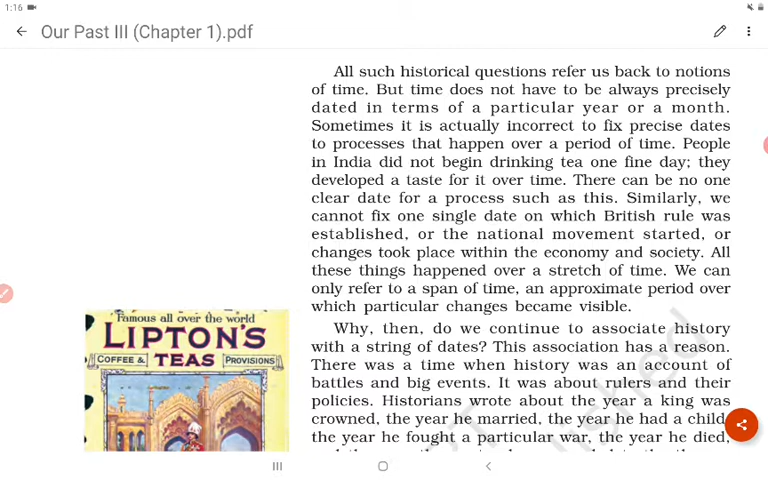 1:16
Our Past III (Chapter 1).pdf
All such historical questions refer us back to notions
of time. But time does not have to be always precisely
dated in terms of a particular year or a month.
Sometimes it is actually incorrect to fix precise dates
to processes that happen over a period of time. People
in India did not begin drinking tea one fine day; they
developed a taste for it over time. There can be no one
clear date for a process such as this. Similarly, we
cannot fix one single date on which British rule was
established, or the national movement started, or
changes took place within the economy and society. All
these things happened over a stretch of time. We can
only refer to a span of time, an approximate period over
which particular changes became visible.
Why, then, do we continue to associate history
with a string of dates? This association has a reason.
There was a time when history was an account of
battles and big events. It was about rulers and their
policies. Historians wrote about the year a king was
crowned, the year he married, the year he had a child,
the year he fought a particular war, the year he died,
Famous all over the world
LIPTON'S
COFFEE & TEAS PROVISIONS